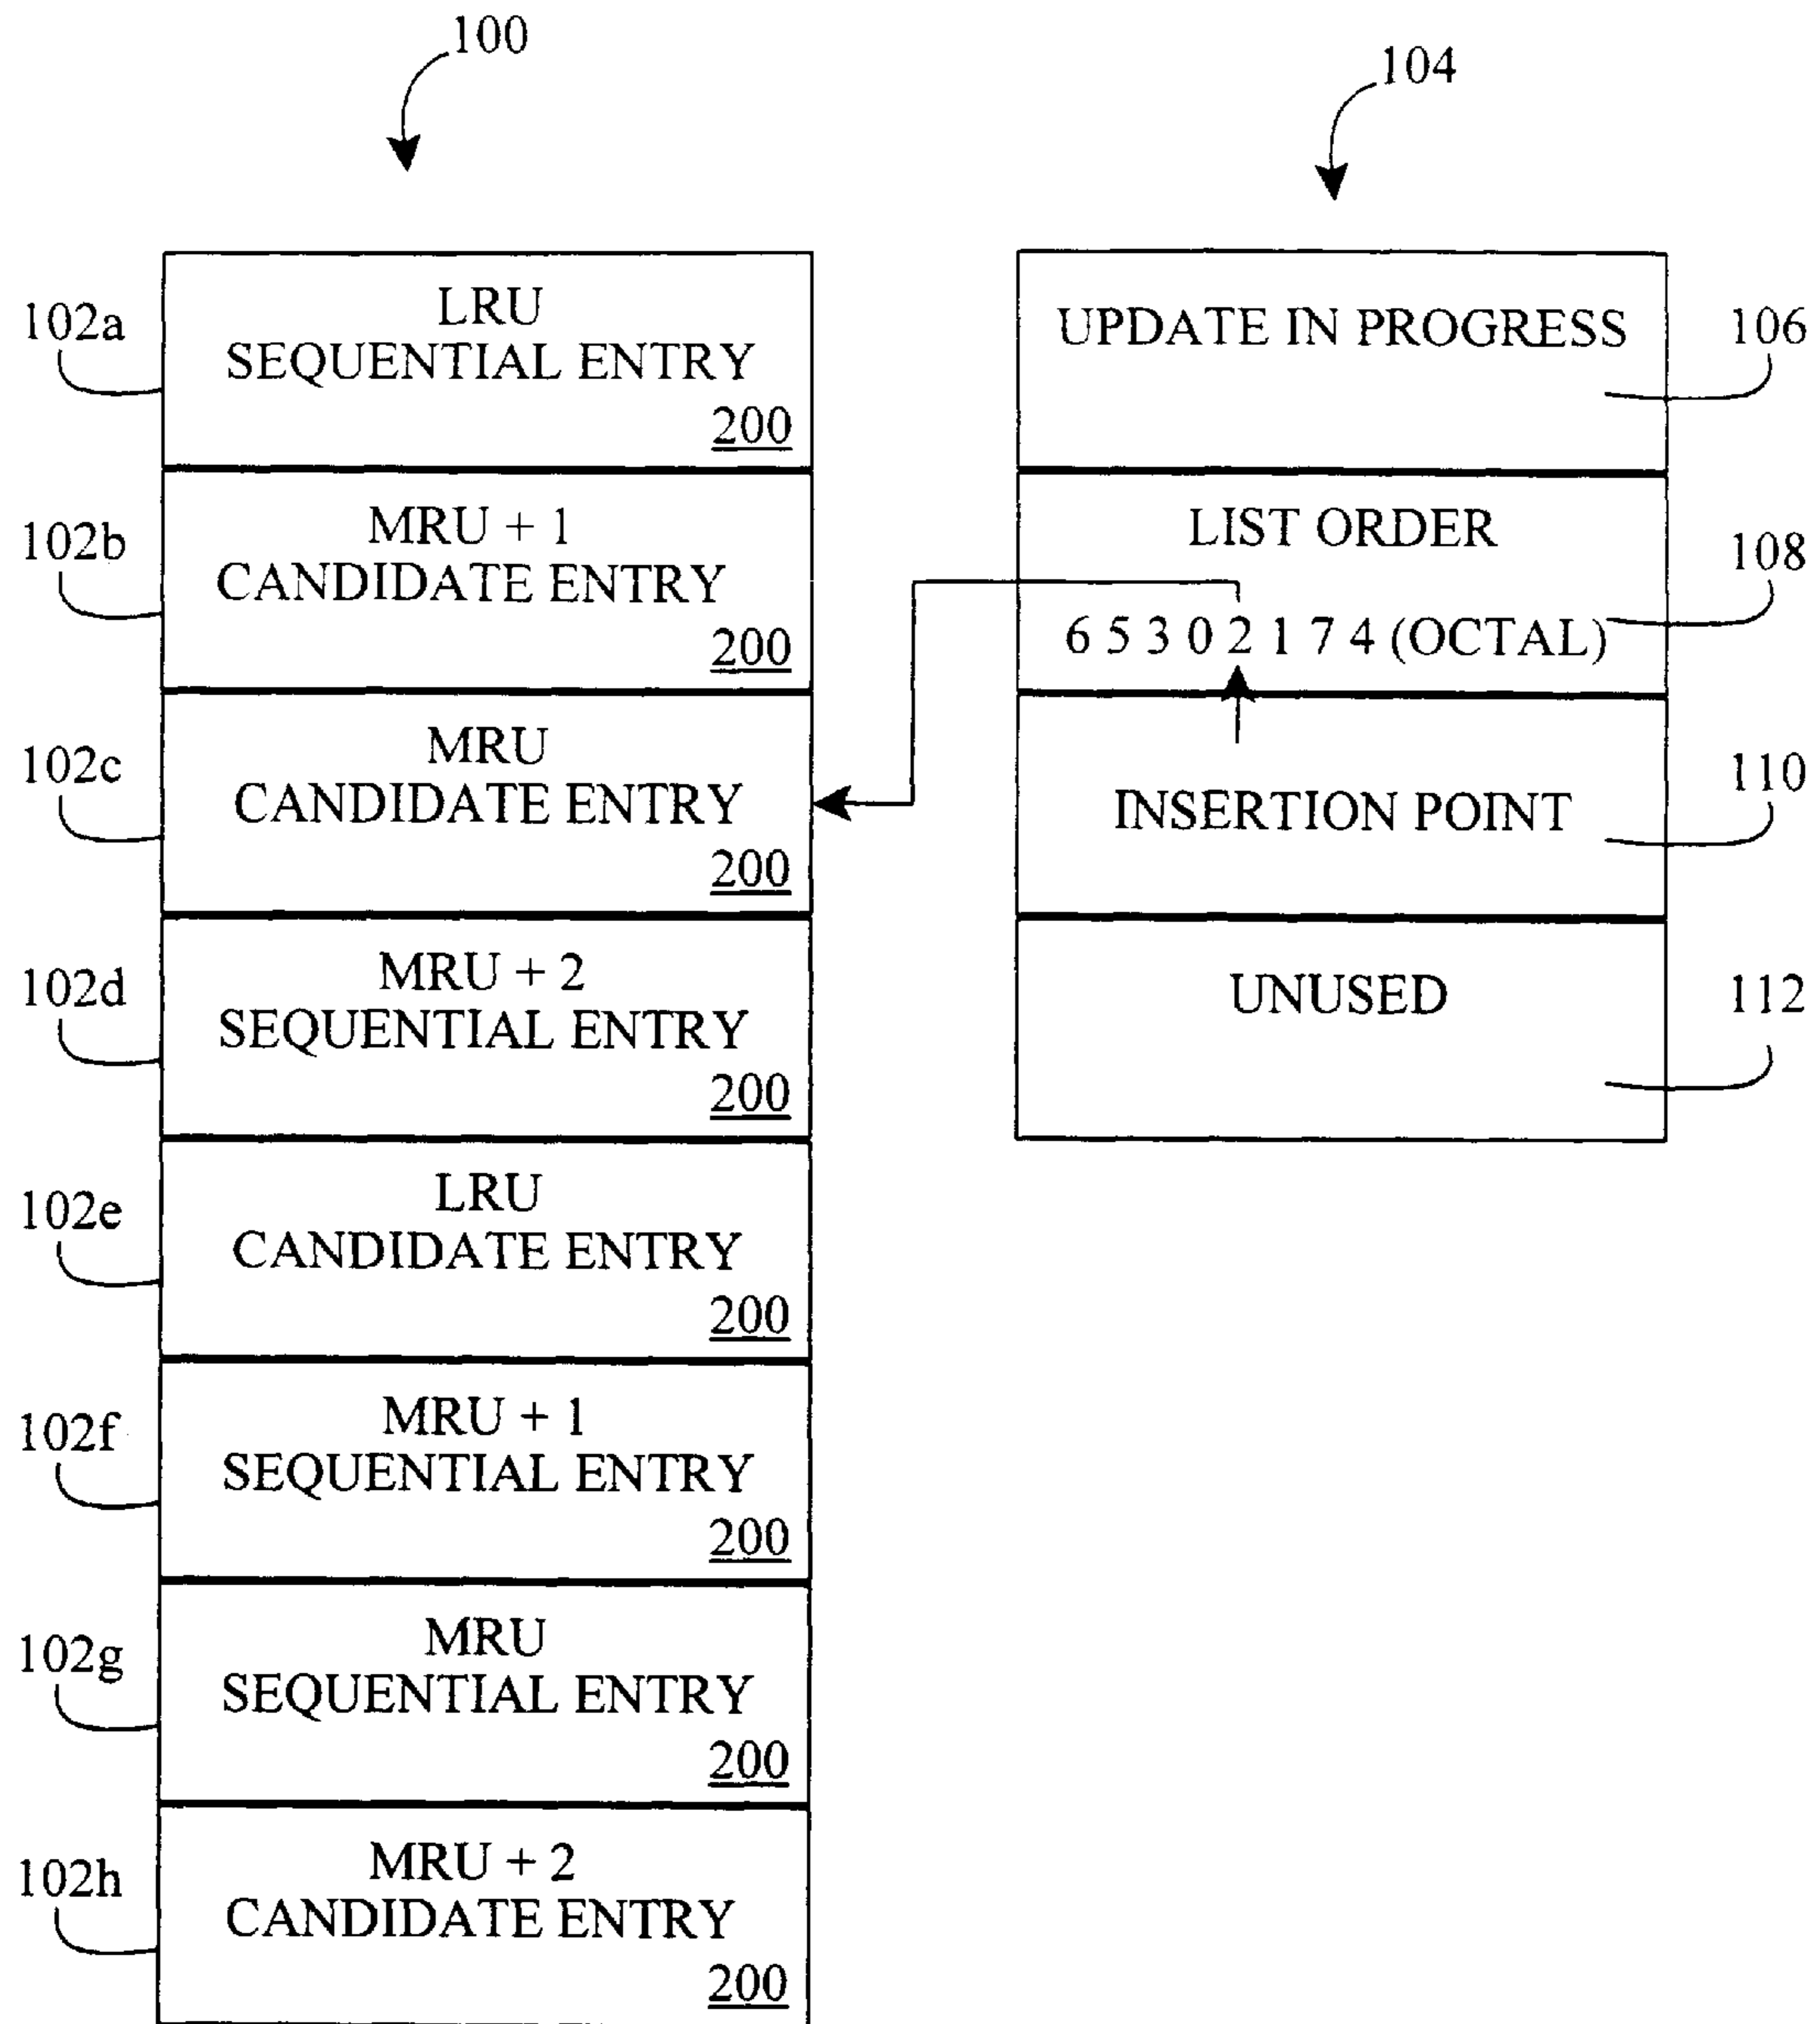 100
104
102a
LRU
SEQUENTIAL ENTRY
200
102b
MRU + 1
CANDIDATE ENTRY
200
102c
MRU
CANDIDATE ENTRY
200
102d
MRU + 2
SEQUENTIAL ENTRY
200
102e
LRU
CANDIDATE ENTRY
200
102f
MRU + 1
SEQUENTIAL ENTRY
200
102g
MRU
SEQUENTIAL ENTRY
200
102h
MRU + 2
CANDIDATE ENTRY
200
UPDATE IN PROGRESS
106
LIST ORDER
108
6 5 3 0 2 1 7 4 (OCTAL)
INSERTION POINT
110
UNUSED
112